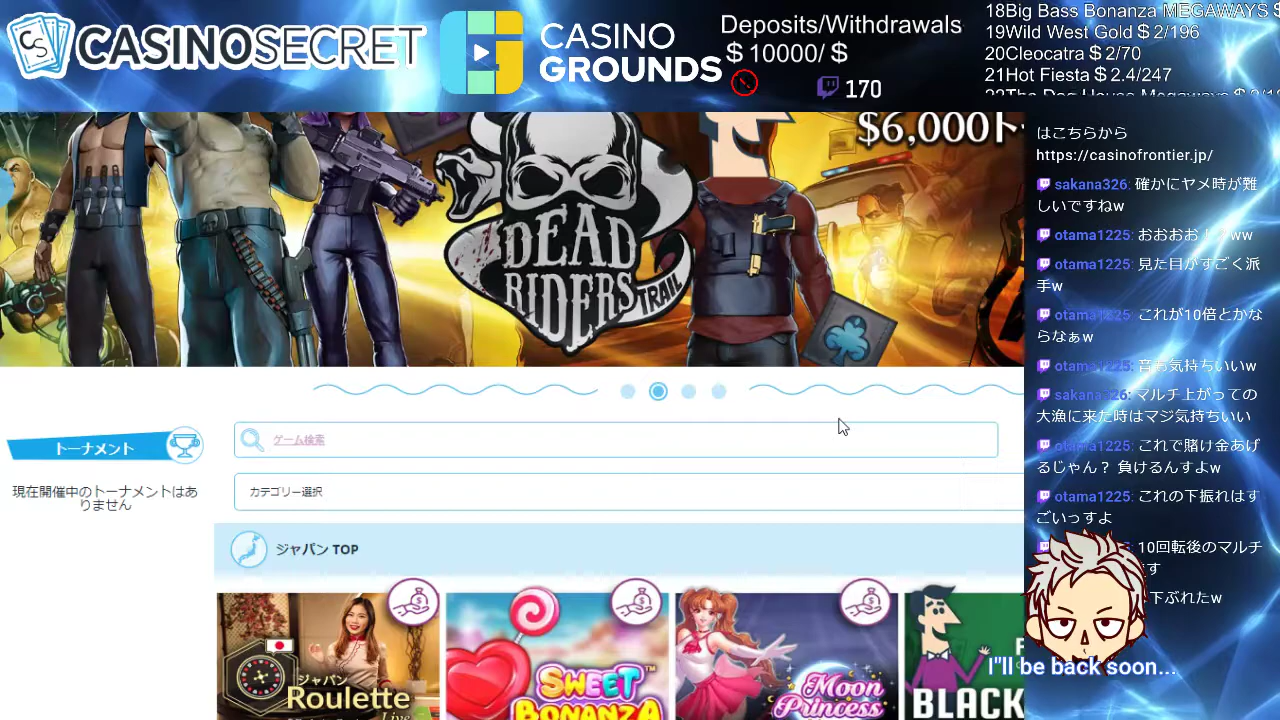 CS CASINOSECRET
CASINO
GROUNDS
Deposits/Withdrawals
$ 10000/ $
170
18Big Bass Bonanza MEGAWAYS $
19Wild West Gold $ 2/196
20Cleocatra $ 2/70
21Hot Fiesta $ 2.4/247
$6,000ト
DEAD
RIDERS
TRAIL
トーナメント
現在開催中のトーナメントはあ
りません
ゲーム検索
カテゴリー選択
ジャパン TOP
ジャパン
Roulette
Live
SWEET
BONANZA
Moon
Princess
BLACK
はこちらから
https://casinofrontier.jp/
sakana326: 確かにヤメ時が難
しいですねw
otama1225: おおおお
ww
otama1225: 見た目がすごく派
手w
otama1225: これが10倍とかな
らなぁw
otama1225: 音も気持ちいいw
sakana326: マルチ上がっての
大漁に来た時はマジ気持ちいい
otama1225: これで賭け金あげ
るじゃん？ 負けるんすよw
otama1225: これの下振れはす
ごいっすよ
10回転後のマルチ
す
下ぶれたw
I"ll be back soon...